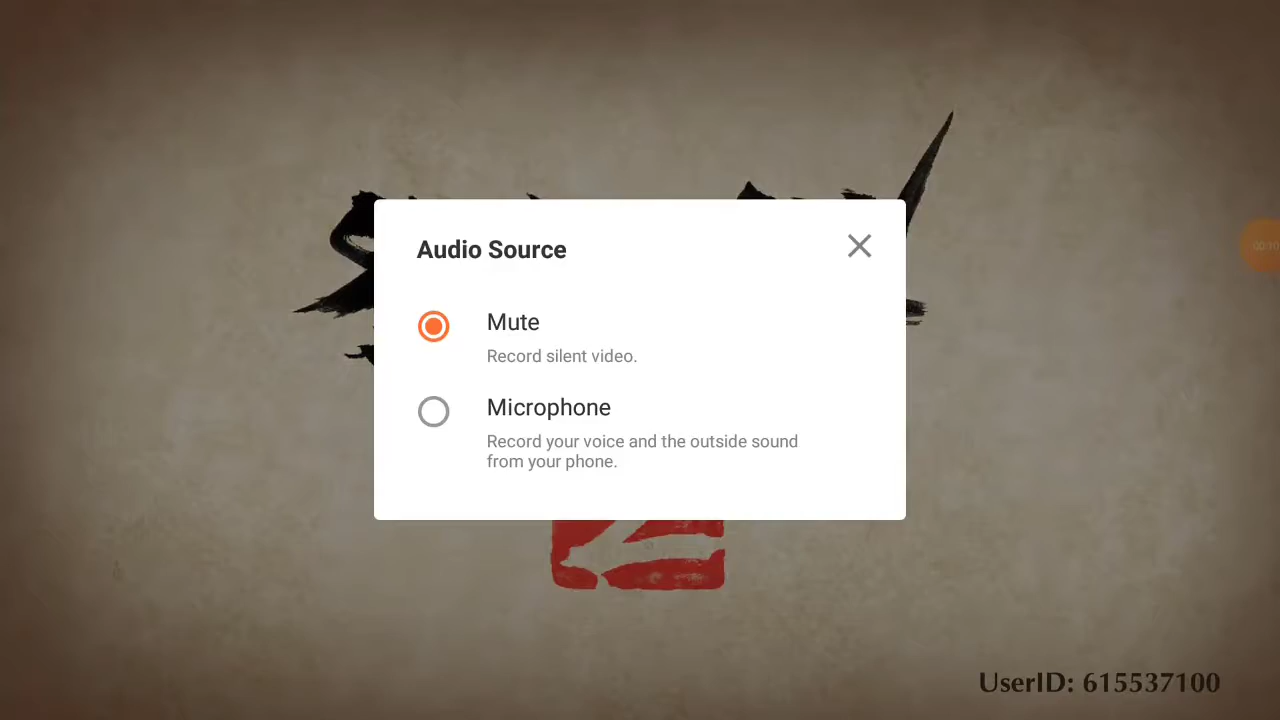 Audio Source
Mute
Record silent video.
Microphone
Record your voice and the outside sound
from your phone.
UserID: 615537100